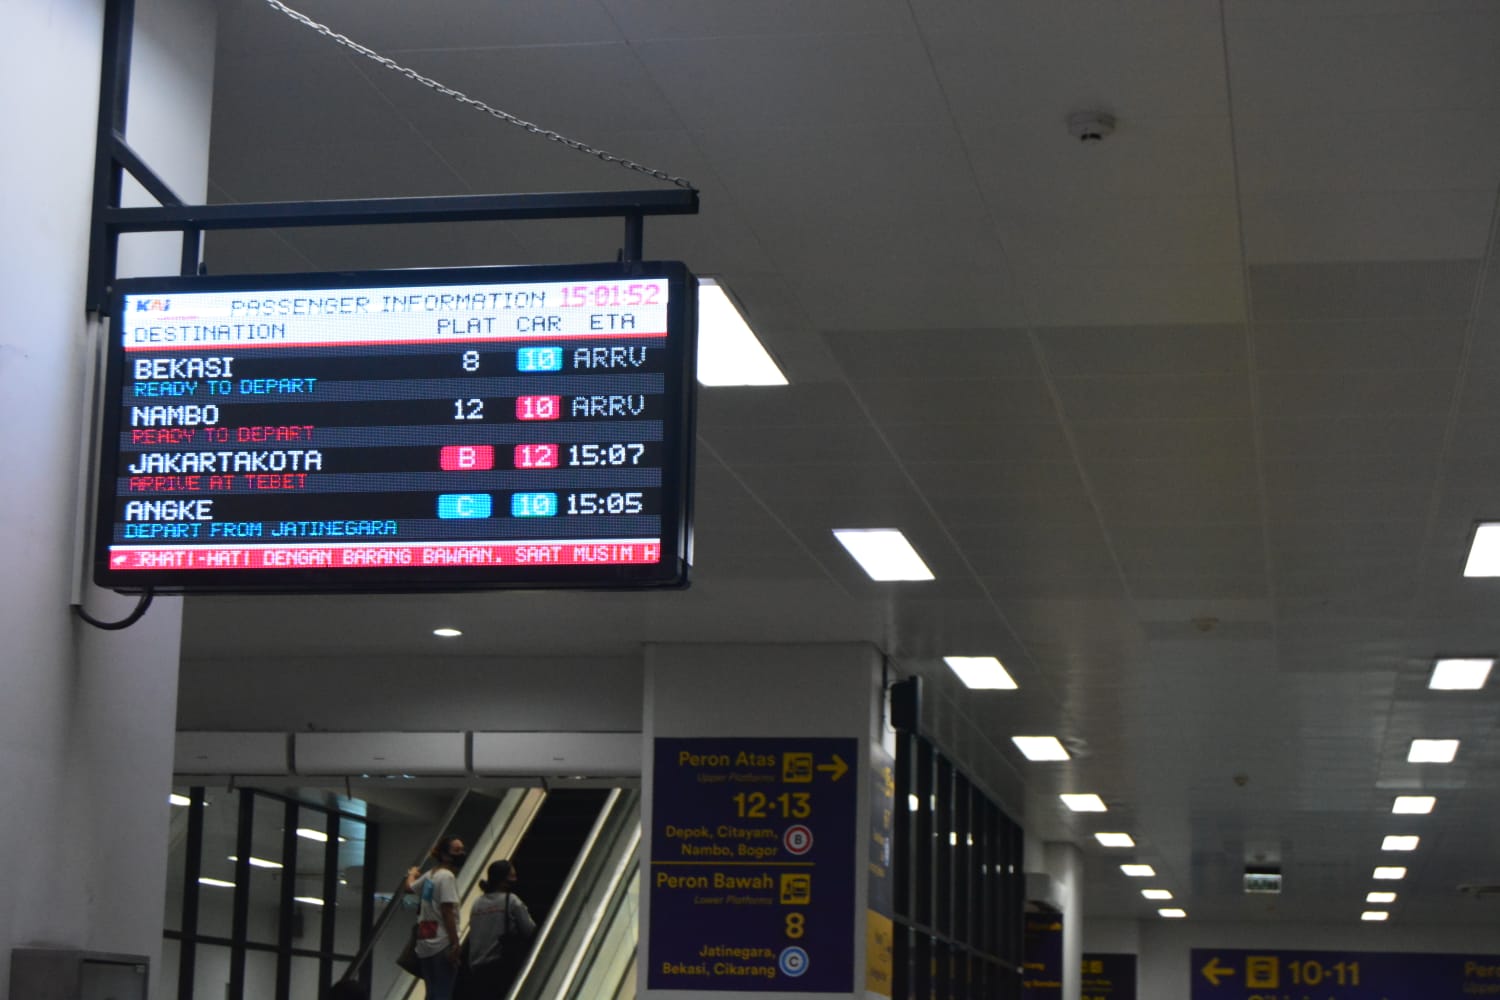 KAI PASSENGER INFORMATION 15:01:52
DESTINATION PLAT CAR ETA
BEKASI 8 10 ARRV
READY TO DEPART
NAMBO 12 10 ARRV
READY TO DEPART
JAKARTAKOTA B 12 15:07
ARRIVE AT TEBET
ANGKE C 10 15:05
DEPART FROM JATINEGARA
RHATI-HATI DENGAN BARANG BAWAAN. SAAT MUSIM H
Peron Atas
Upper Platforms
12·13
Depok, Citayam,
Nambo, Bogor
B
Peron Bawah
Lower Platforms
8
Jatinegara,
Bekasi, Cikarang
C
10·11